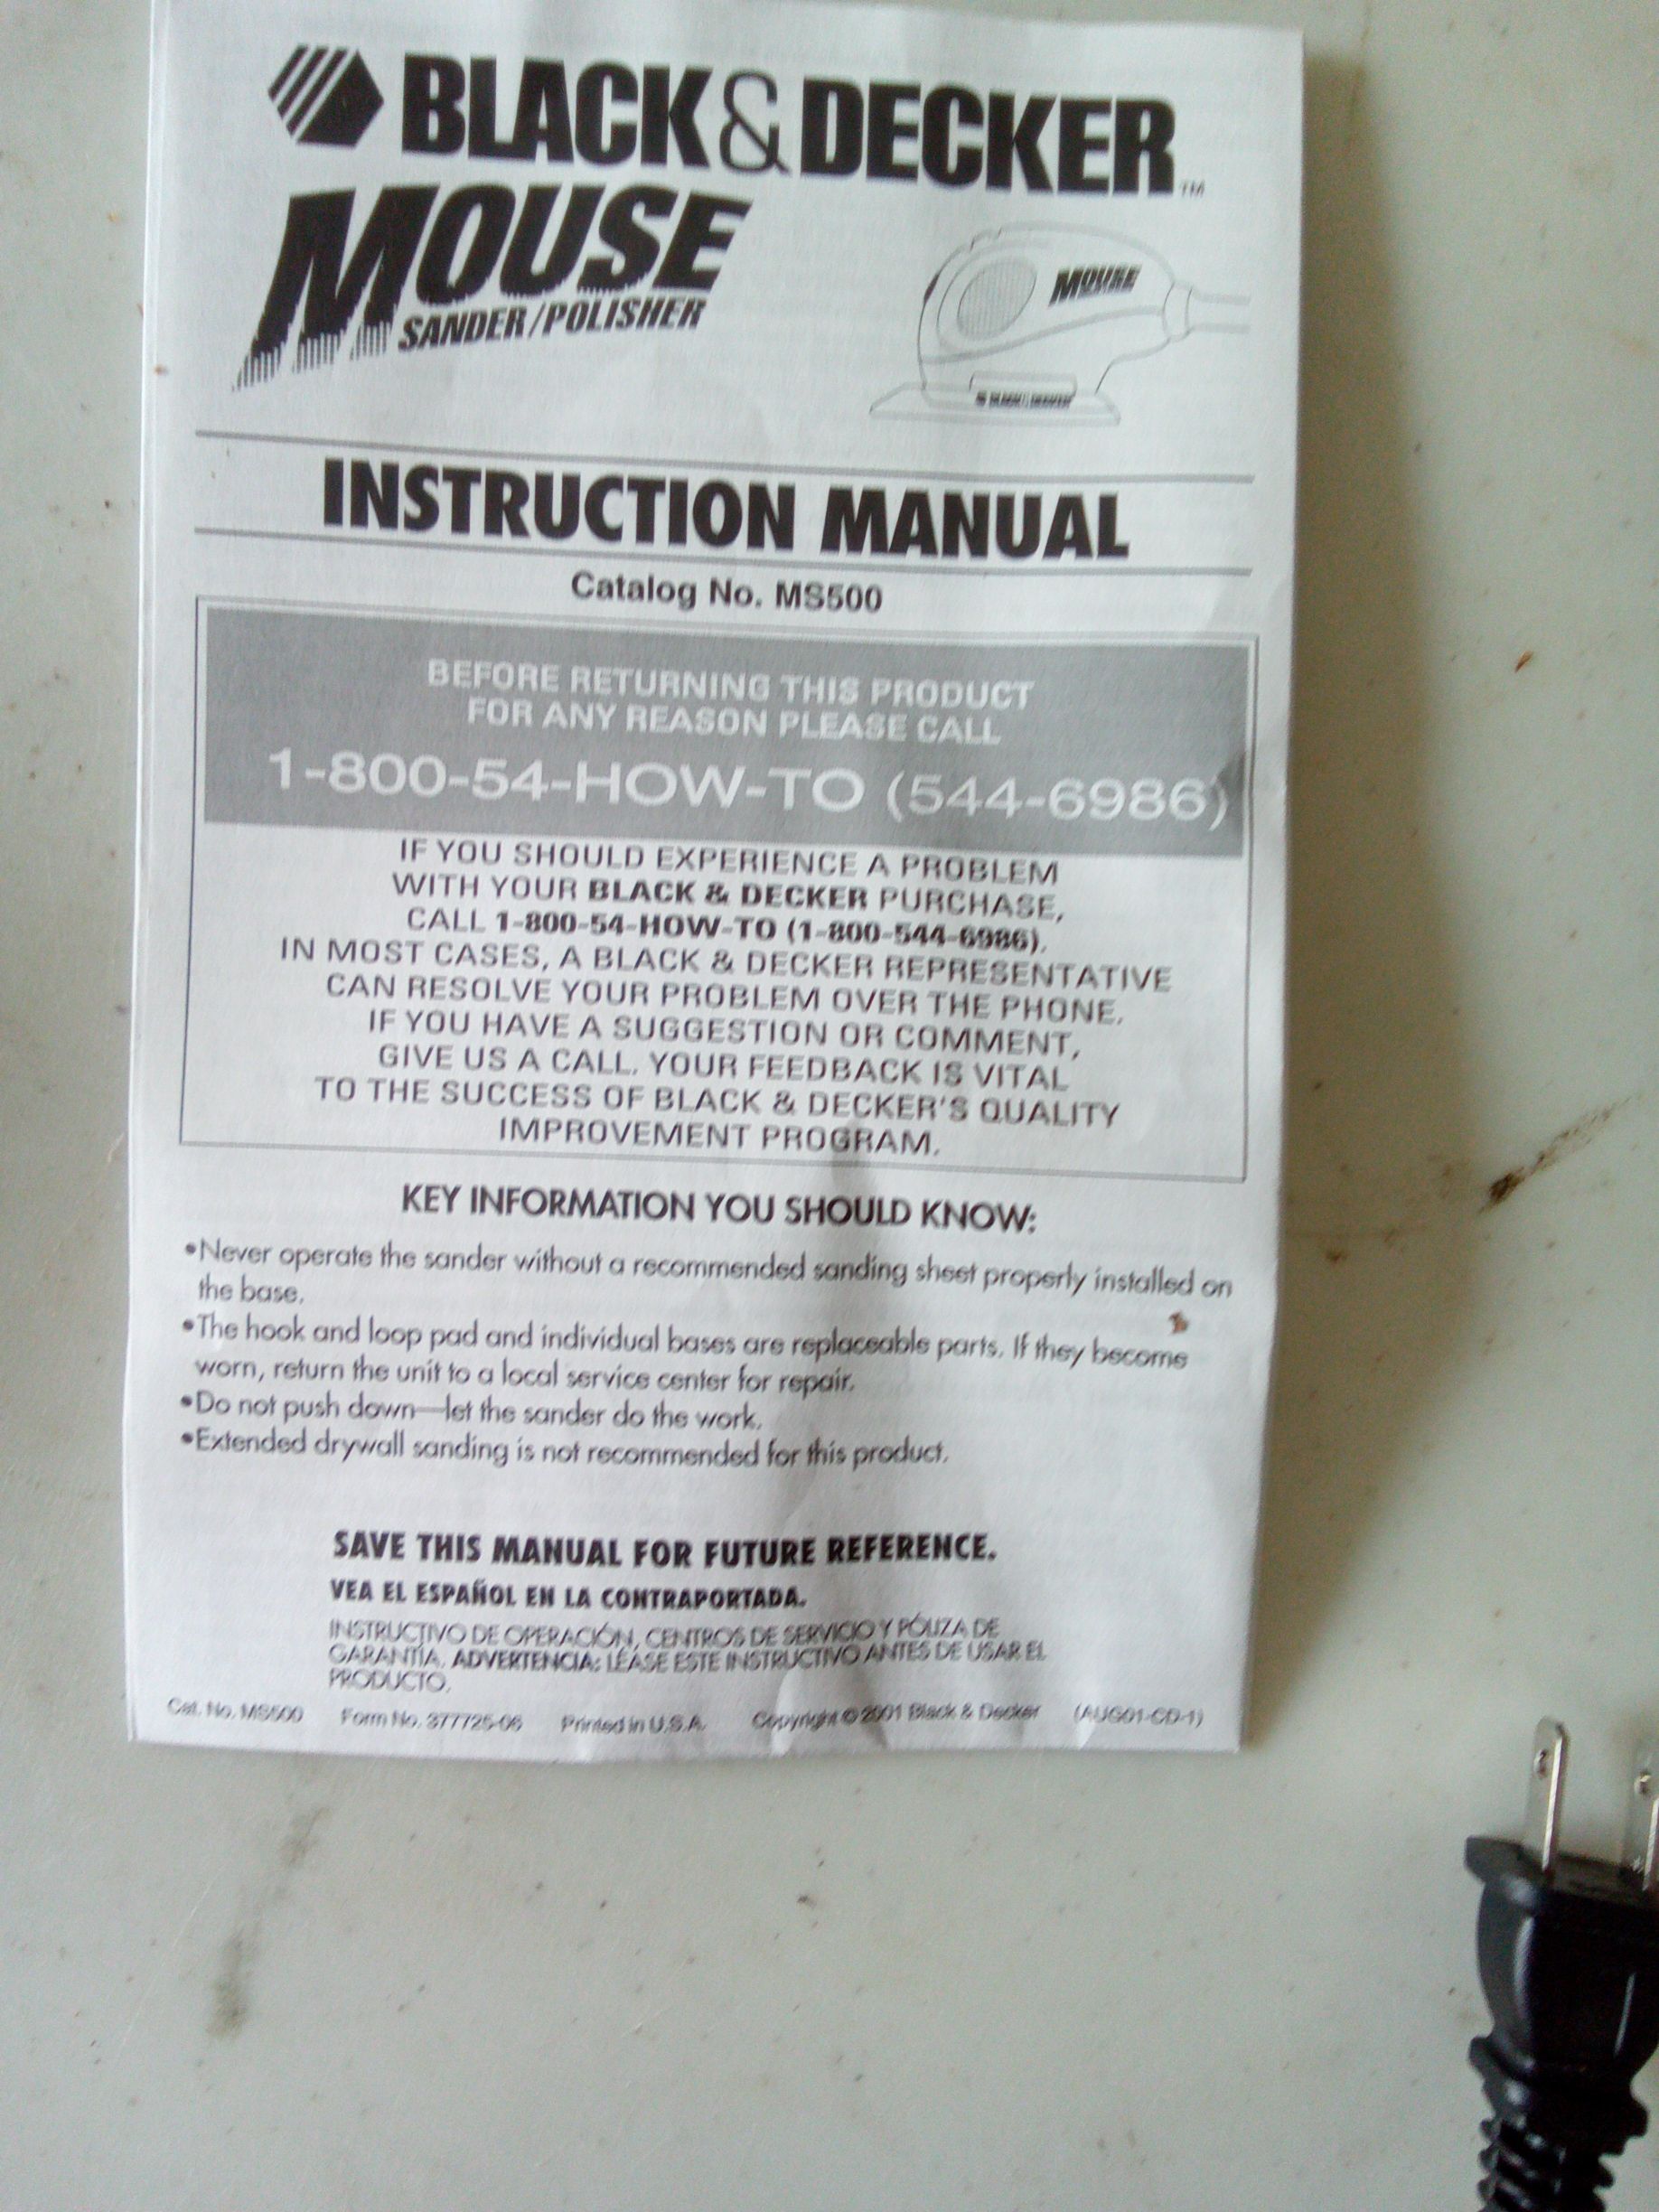 BLACK&DECKER™
MOUSE
SANDER/POLISHER
MOUSE
BLACK & DECKER
INSTRUCTION MANUAL
Catalog No. MS500
BEFORE RETURNING THIS PRODUCT
FOR ANY REASON PLEASE CALL
1-800-54-HOW-TO (544-6986)
IF YOU SHOULD EXPERIENCE A PROBLEM
WITH YOUR BLACK & DECKER PURCHASE,
CALL 1-800-54-HOW-TO (1-800-544-6986).
IN MOST CASES, A BLACK & DECKER REPRESENTATIVE
CAN RESOLVE YOUR PROBLEM OVER THE PHONE.
IF YOU HAVE A SUGGESTION OR COMMENT,
GIVE US A CALL. YOUR FEEDBACK IS VITAL
TO THE SUCCESS OF BLACK & DECKER'S QUALITY
IMPROVEMENT PROGRAM.
KEY INFORMATION YOU SHOULD KNOW:
•Never operate the sander without a recommended sanding sheet properly installed on
the base.
•The hook and loop pad and individual bases are replaceable parts. If they become
worn, return the unit to a local service center for repair.
•Do not push down—let the sander do the work.
•Extended drywall sanding is not recommended for this product.
SAVE THIS MANUAL FOR FUTURE REFERENCE.
VEA EL ESPAÑOL EN LA CONTRAPORTADA.
INSTRUCTIVO DE OPERACIÓN, CENTROS DE SERVICIO Y PÓLIZA DE
GARANTÍA. ADVERTENCIA: LÉASE ESTE INSTRUCTIVO ANTES DE USAR EL
PRODUCTO.
Cat. No. MS500 Form No. 377725-06 Printed in U.S.A. Copyright © 2001 Black & Decker (AUG01-CD-1)